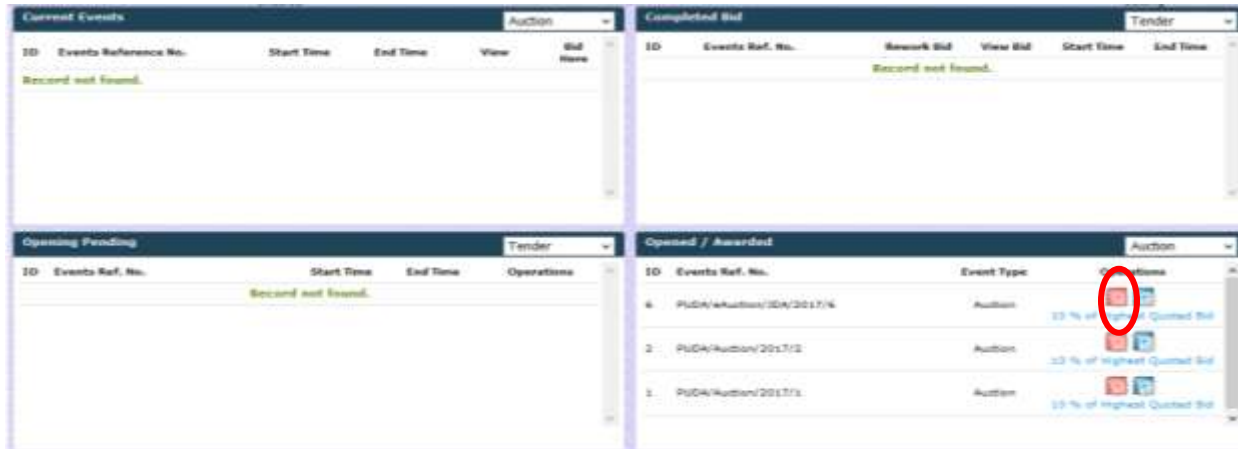 Current Events
Auction
ID Events Reference No. Start Time End Time View Bid Here
Record not found.
Completed Bid
Tender
ID Events Ref. No. Rework Bid View Bid Start Time End Time
Record not found.
Opening Pending
Tender
ID Events Ref. No. Start Time End Time Operations
Record not found.
Opened / Awarded
Auction
ID Events Ref. No. Event Type Operations
6 PUDA/eAuction/JDA/2017/6 Auction
10 % of Highest Quoted Bid
2 PUDA/Auction/2017/2 Auction
10 % of Highest Quoted Bid
1 PUDA/Auction/2017/1 Auction
10 % of Highest Quoted Bid